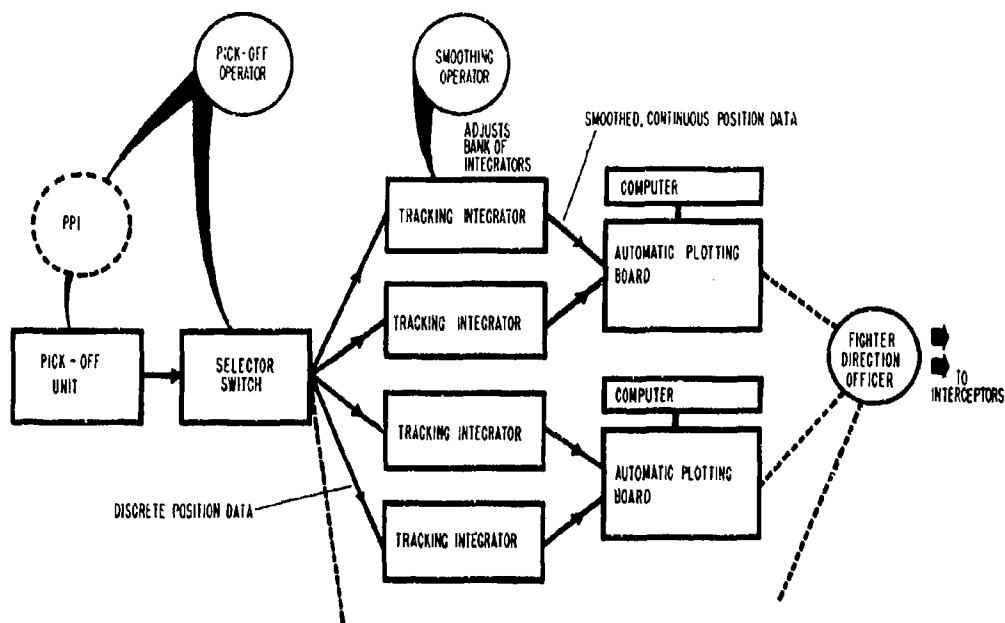 PICK-OFF
OPERATOR
SMOOTHING
OPERATOR
ADJUSTS
BANK OF
INTEGRATORS
SMOOTHED, CONTINUOUS POSITION DATA
PPI
PICK-OFF
UNIT
SELECTOR
SWITCH
TRACKING INTEGRATOR
TRACKING INTEGRATOR
TRACKING INTEGRATOR
TRACKING INTEGRATOR
DISCRETE POSITION DATA
COMPUTER
AUTOMATIC PLOTTING
BOARD
COMPUTER
AUTOMATIC PLOTTING
BOARD
FIGHTER
DIRECTION
OFFICER
TO
INTERCEPTORS